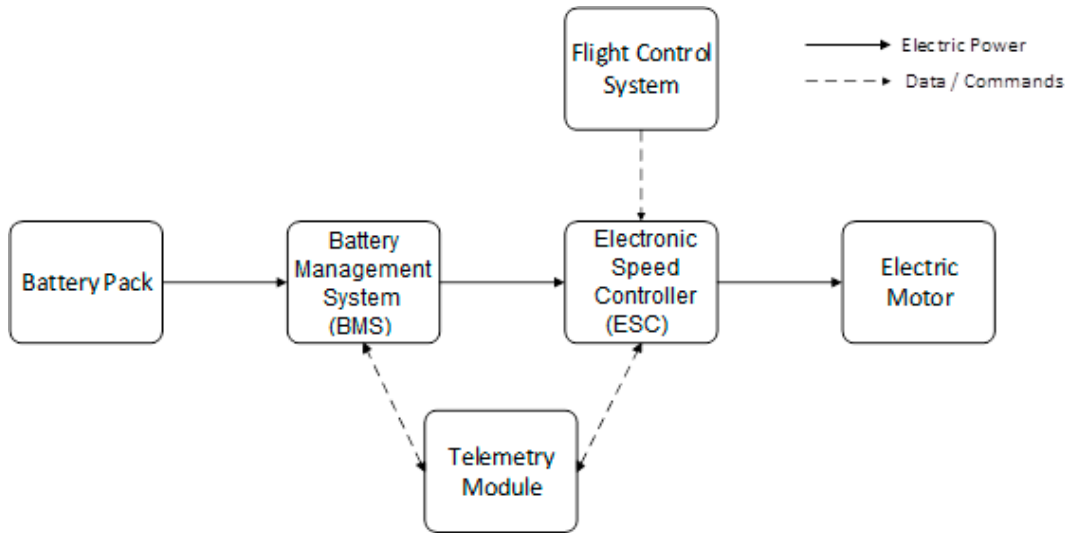 Flight Control
System
Electric Power
Data / Commands
Battery Pack
Battery
Management
System
(BMS)
Electronic
Speed
Controller
(ESC)
Electric
Motor
Telemetry
Module